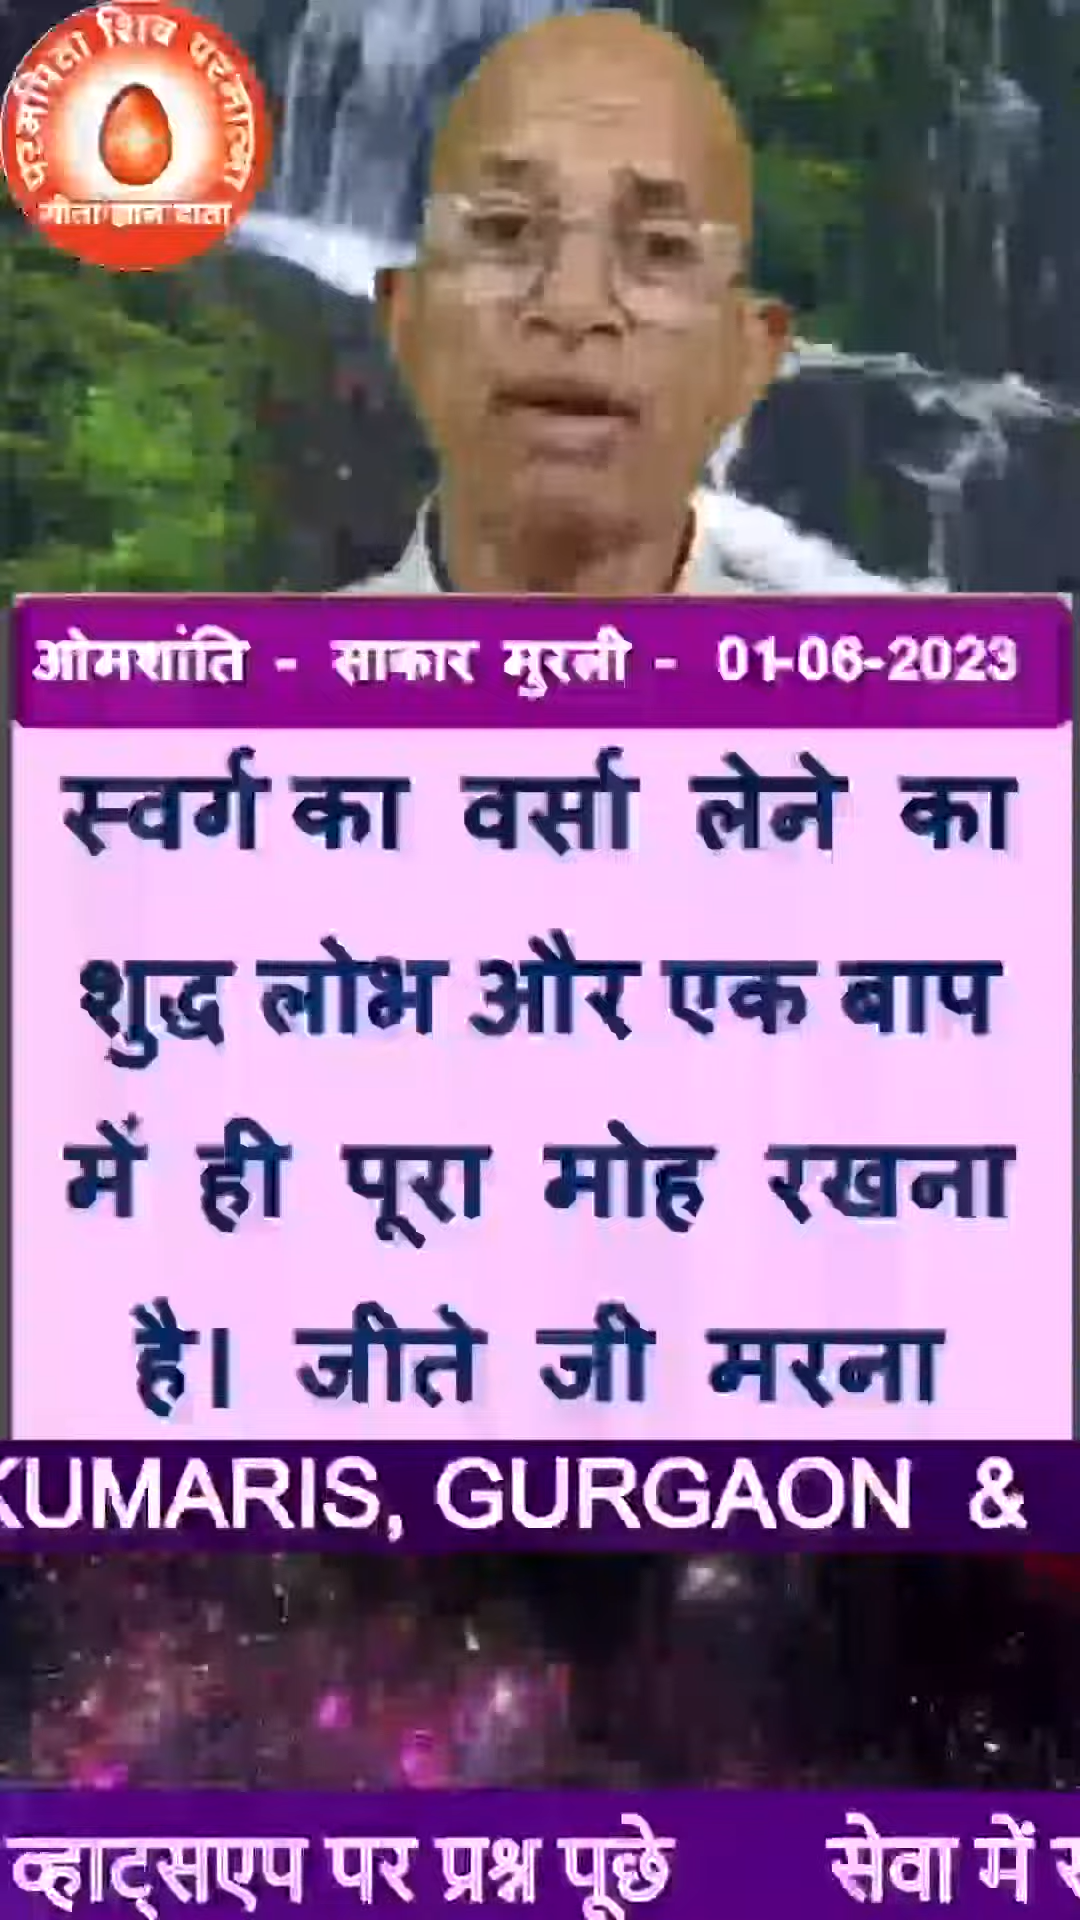 परमपिता शिव परमात्मा
गीता ज्ञान दाता
ओमशांति - साकार मुरली - 01-06-2023
स्वर्ग का वर्सा लेने का
शुद्ध लोभ और एक बाप
में ही पूरा मोह रखना
है। जीते जी मरना
KUMARIS, GURGAON &
व्हाट्सएप पर प्रश्न पूछे सेवा में